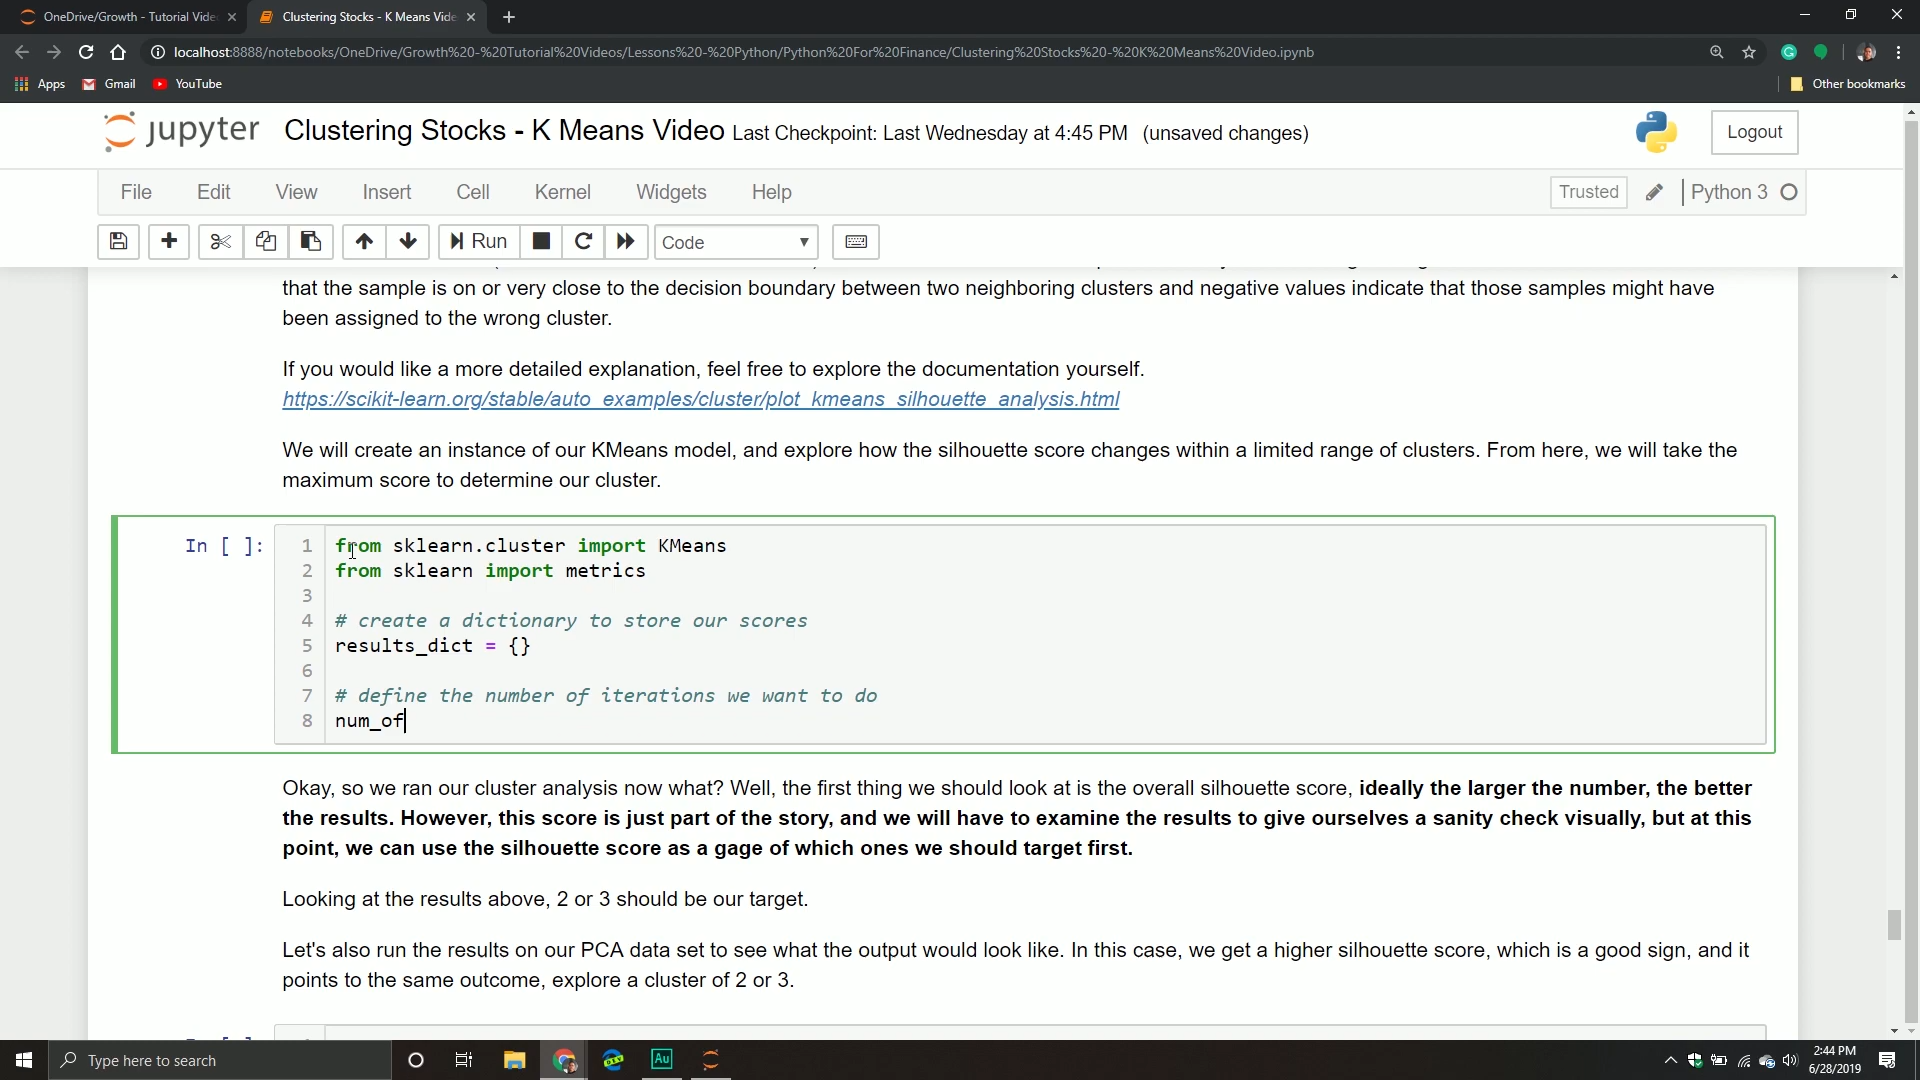 OneDrive/Growth - Tutorial Vide
Clustering Stocks - K Means Vide
localhost:8888/notebooks/OneDrive/Growth%20-%20Tutorial%20Videos/Lessons%20-%20Python/Python%20For%20Finance/Clustering%20Stocks%20-%20K%20Means%20Video.ipynb
Apps Gmail YouTube Other bookmarks
jupyter Clustering Stocks - K Means Video Last Checkpoint: Last Wednesday at 4:45 PM (unsaved changes) Logout
File Edit View Insert Cell Kernel Widgets Help Trusted Python 3
Run Code
that the sample is on or very close to the decision boundary between two neighboring clusters and negative values indicate that those samples might have
been assigned to the wrong cluster.
If you would like a more detailed explanation, feel free to explore the documentation yourself.
https://scikit-learn.org/stable/auto_examples/cluster/plot_kmeans_silhouette_analysis.html
We will create an instance of our KMeans model, and explore how the silhouette score changes within a limited range of clusters. From here, we will take the
maximum score to determine our cluster.
In [ ]: 1 from sklearn.cluster import KMeans
2 from sklearn import metrics
3
4 # create a dictionary to store our scores
5 results_dict = {}
6
7 # define the number of iterations we want to do
8 num_of
Okay, so we ran our cluster analysis now what? Well, the first thing we should look at is the overall silhouette score, ideally the larger the number, the better
the results. However, this score is just part of the story, and we will have to examine the results to give ourselves a sanity check visually, but at this
point, we can use the silhouette score as a gage of which ones we should target first.
Looking at the results above, 2 or 3 should be our target.
Let's also run the results on our PCA data set to see what the output would look like. In this case, we get a higher silhouette score, which is a good sign, and it
points to the same outcome, explore a cluster of 2 or 3.
Type here to search
Au
2:44 PM
6/28/2019